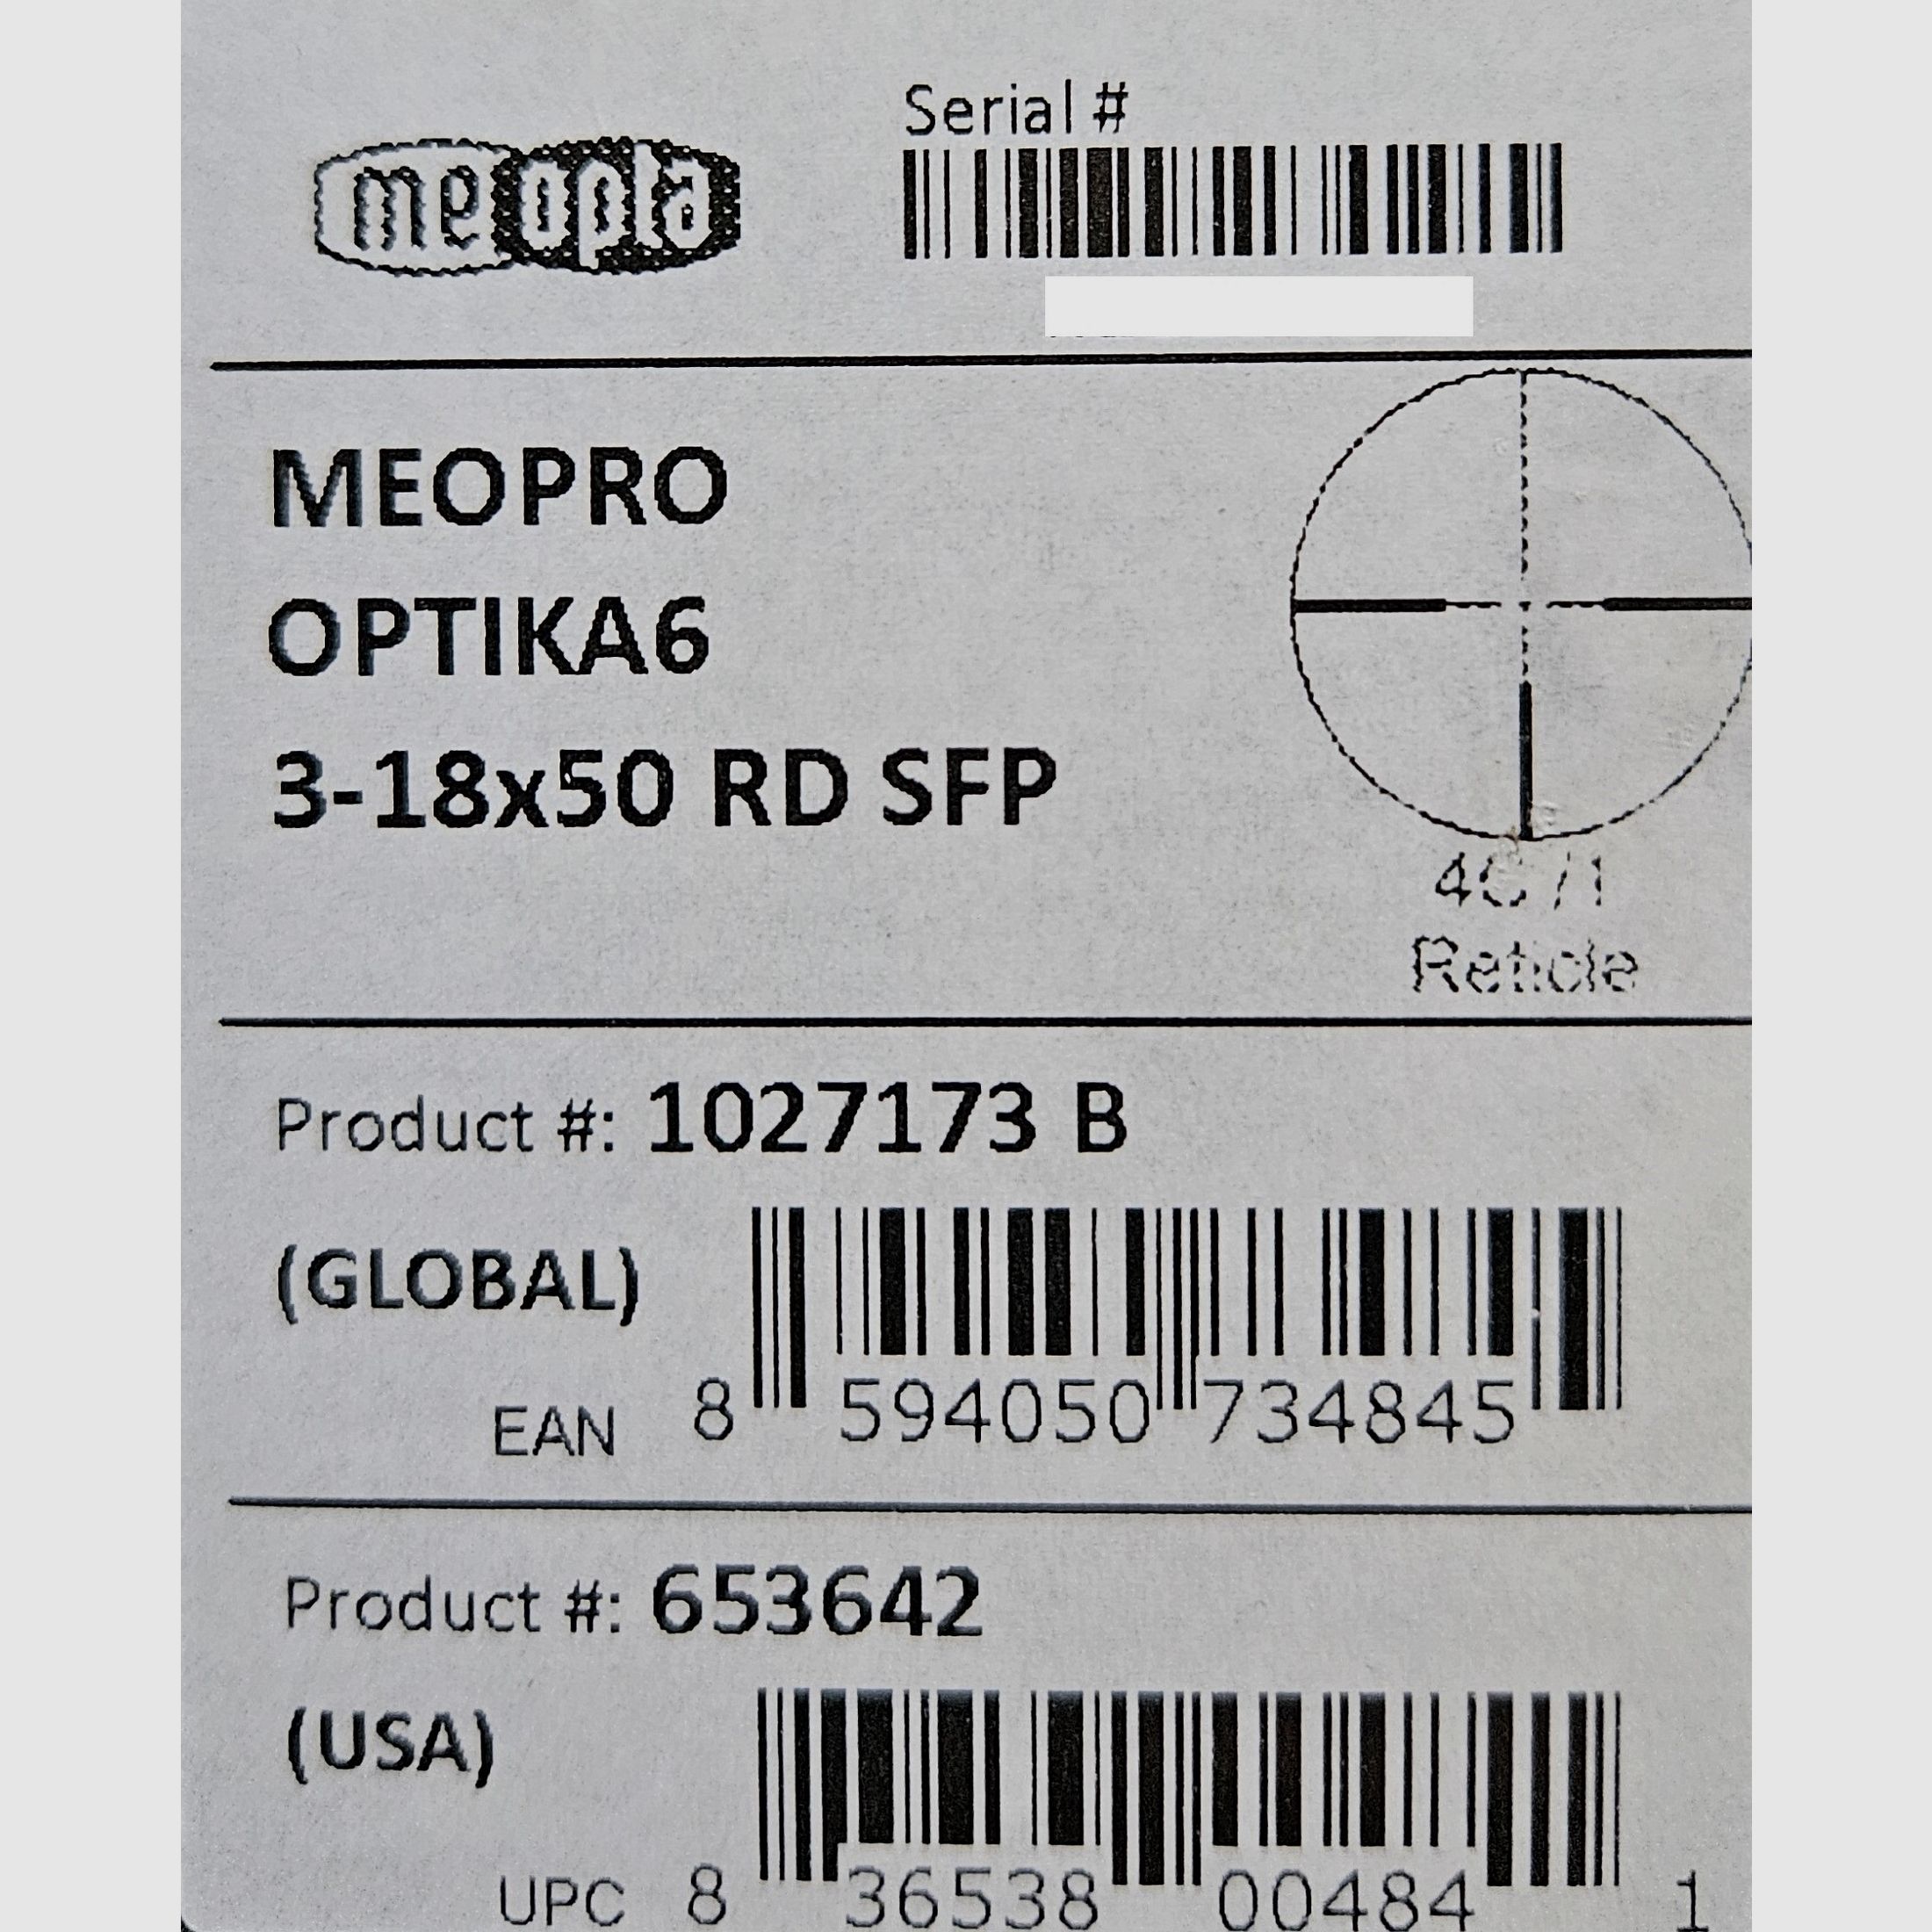 Serial #
meopta
MEOPRO
OPTIKA6
3-18x50 RD SFP
Reticle
Product #: 1027173 B
(GLOBAL)
EAN 8 594050 734845
Product #: 653642
(USA)
UPC 8 36538 00484 1